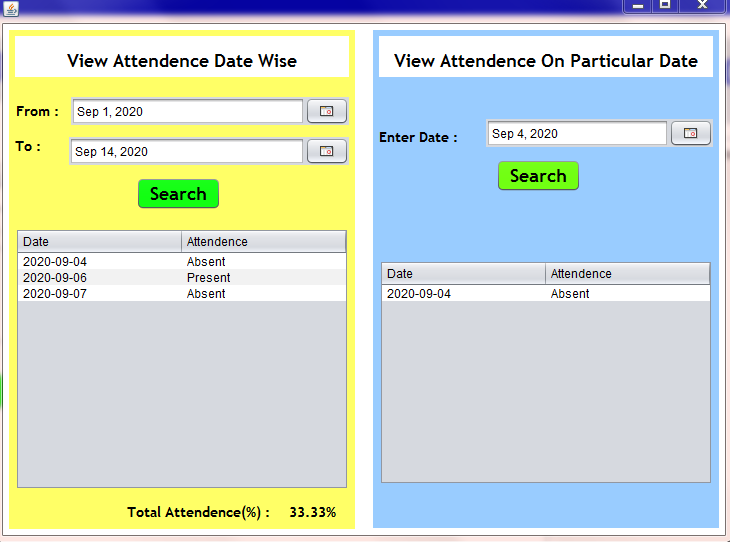 View Attendence Date Wise
From : Sep 1, 2020
To : Sep 14, 2020
Search
Date Attendence
2020-09-04 Absent
2020-09-06 Present
2020-09-07 Absent
Total Attendence(%) : 33.33%
View Attendence On Particular Date
Enter Date : Sep 4, 2020
Search
Date Attendence
2020-09-04 Absent